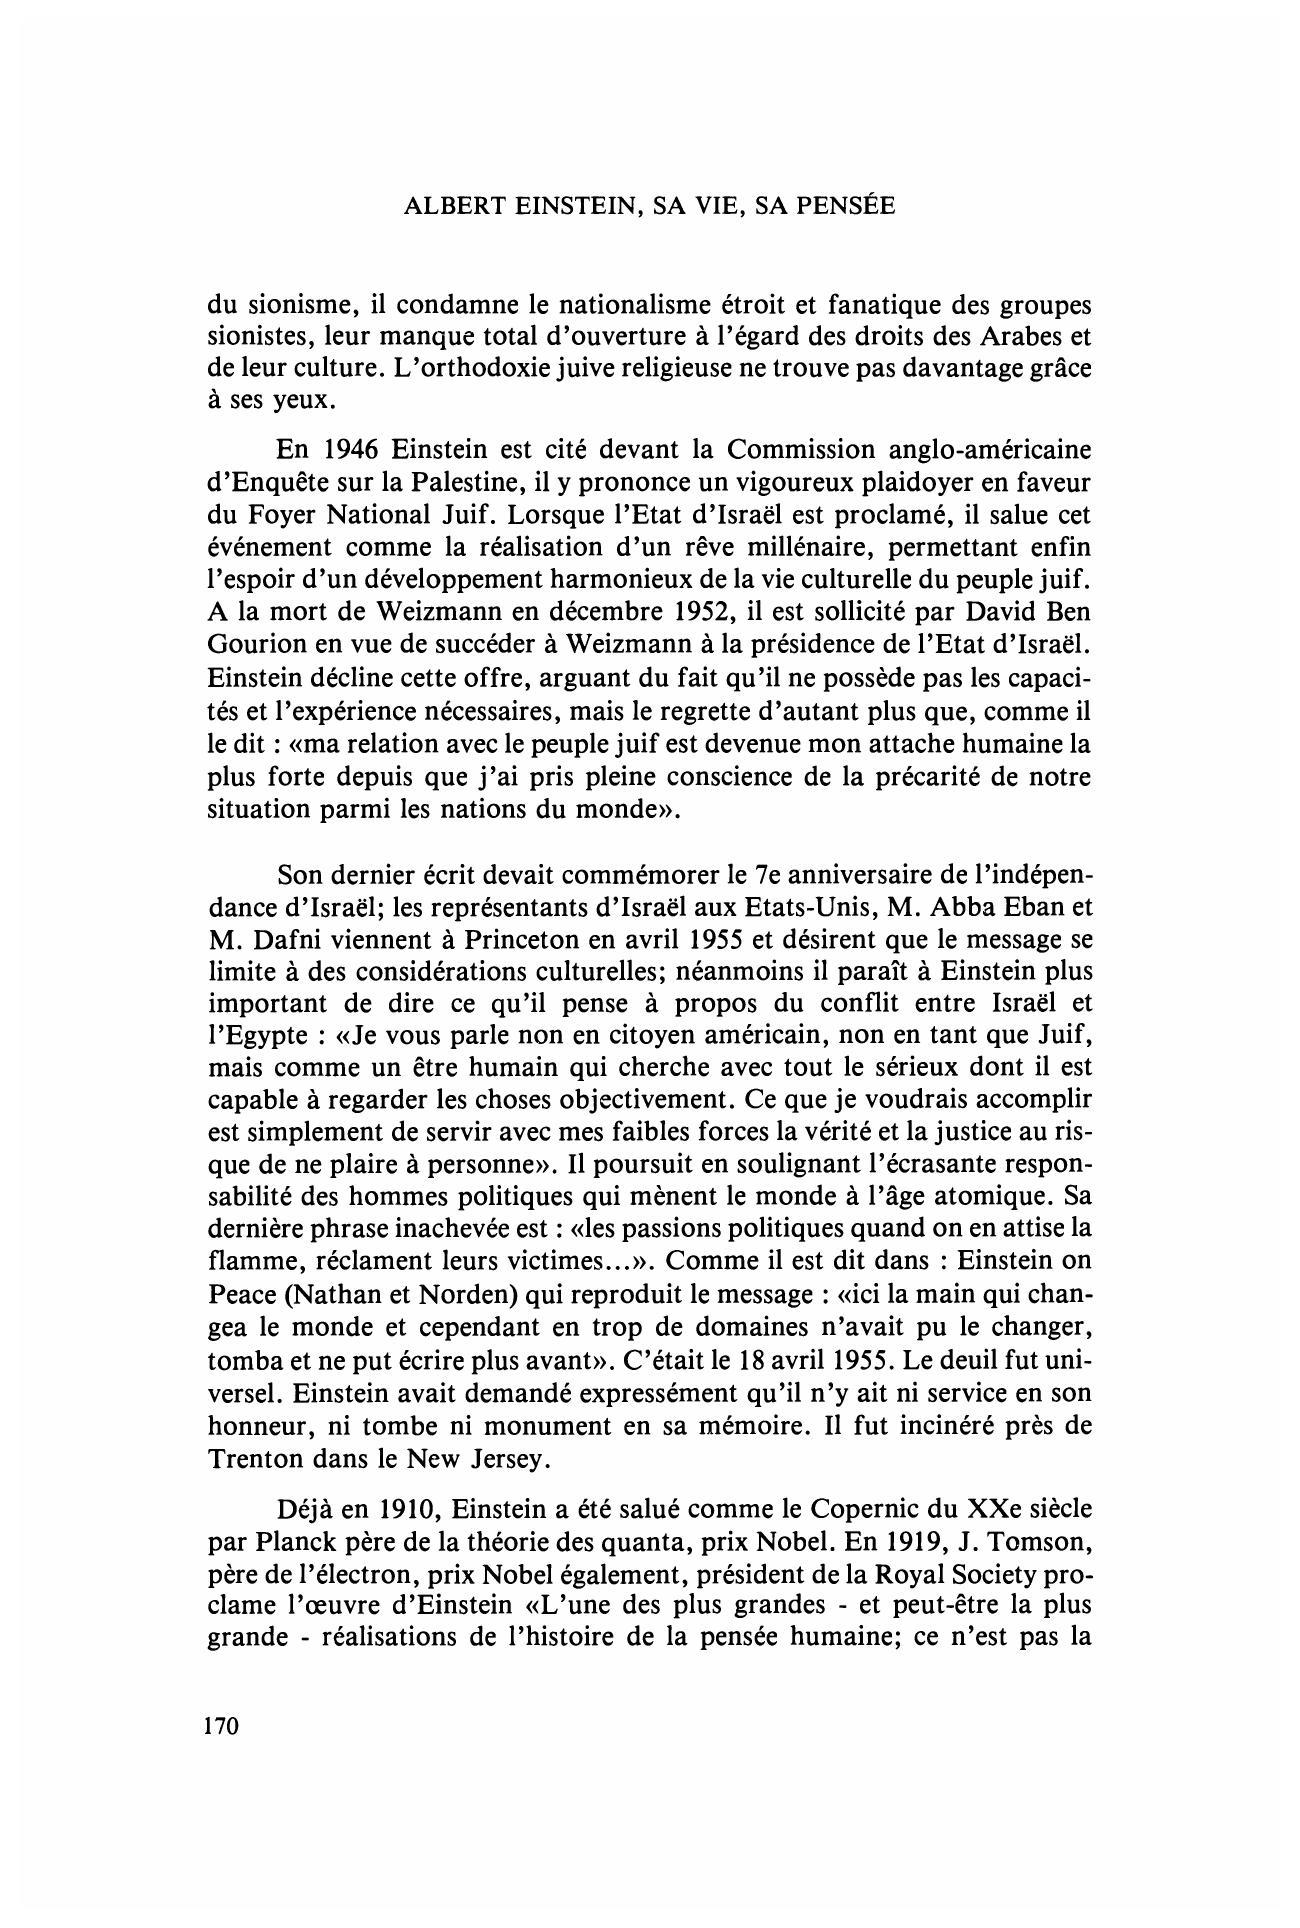 ALBERT EINSTEIN, SA VIE, SA PENSÉE
du sionisme, il condamne le nationalisme étroit et fanatique des groupes
sionistes, leur manque total d'ouverture à l'égard des droits des Arabes et
de leur culture. L'orthodoxie juive religieuse ne trouve pas davantage grâce
à ses yeux.
En 1946 Einstein est cité devant la Commission anglo-américaine
d'Enquête sur la Palestine, il y prononce un vigoureux plaidoyer en faveur
du Foyer National Juif. Lorsque l'Etat d'Israël est proclamé, il salue cet
événement comme la réalisation d'un rêve millénaire, permettant enfin
l'espoir d'un développement harmonieux de la vie culturelle du peuple juif.
A la mort de Weizmann en décembre 1952, il est sollicité par David Ben
Gourion en vue de succéder à Weizmann à la présidence de l'Etat d'Israël.
Einstein décline cette offre, arguant du fait qu'il ne possède pas les capaci-
tés et l'expérience nécessaires, mais le regrette d'autant plus que, comme il
le dit : «ma relation avec le peuple juif est devenue mon attache humaine la
plus forte depuis que j'ai pris pleine conscience de la précarité de notre
situation parmi les nations du monde».
Son dernier écrit devait commémorer le 7e anniversaire de l'indépen-
dance d'Israël; les représentants d'Israël aux Etats-Unis, M. Abba Eban et
M. Dafni viennent à Princeton en avril 1955 et désirent que le message se
limite à des considérations culturelles; néanmoins il paraît à Einstein plus
important de dire ce qu'il pense à propos du conflit entre Israël et
l'Egypte : «Je vous parle non en citoyen américain, non en tant que Juif,
mais comme un être humain qui cherche avec tout le sérieux dont il est
capable à regarder les choses objectivement. Ce que je voudrais accomplir
est simplement de servir avec mes faibles forces la vérité et la justice au ris-
que de ne plaire à personne». Il poursuit en soulignant l'écrasante respon-
sabilité des hommes politiques qui mènent le monde à l'âge atomique. Sa
dernière phrase inachevée est : «les passions politiques quand on en attise la
flamme, réclament leurs victimes...». Comme il est dit dans : Einstein on
Peace (Nathan et Norden) qui reproduit le message : «ici la main qui chan-
gea le monde et cependant en trop de domaines n'avait pu le changer,
tomba et ne put écrire plus avant». C'était le 18 avril 1955. Le deuil fut uni-
versel. Einstein avait demandé expressément qu'il n'y ait ni service en son
honneur, ni tombe ni monument en sa mémoire. Il fut incinéré près de
Trenton dans le New Jersey.
Déjà en 1910, Einstein a été salué comme le Copernic du XXe siècle
par Planck père de la théorie des quanta, prix Nobel. En 1919, J. Tomson,
père de l'électron, prix Nobel également, président de la Royal Society pro-
clame l'œuvre d'Einstein «L'une des plus grandes - et peut-être la plus
grande - réalisations de l'histoire de la pensée humaine; ce n'est pas la
170